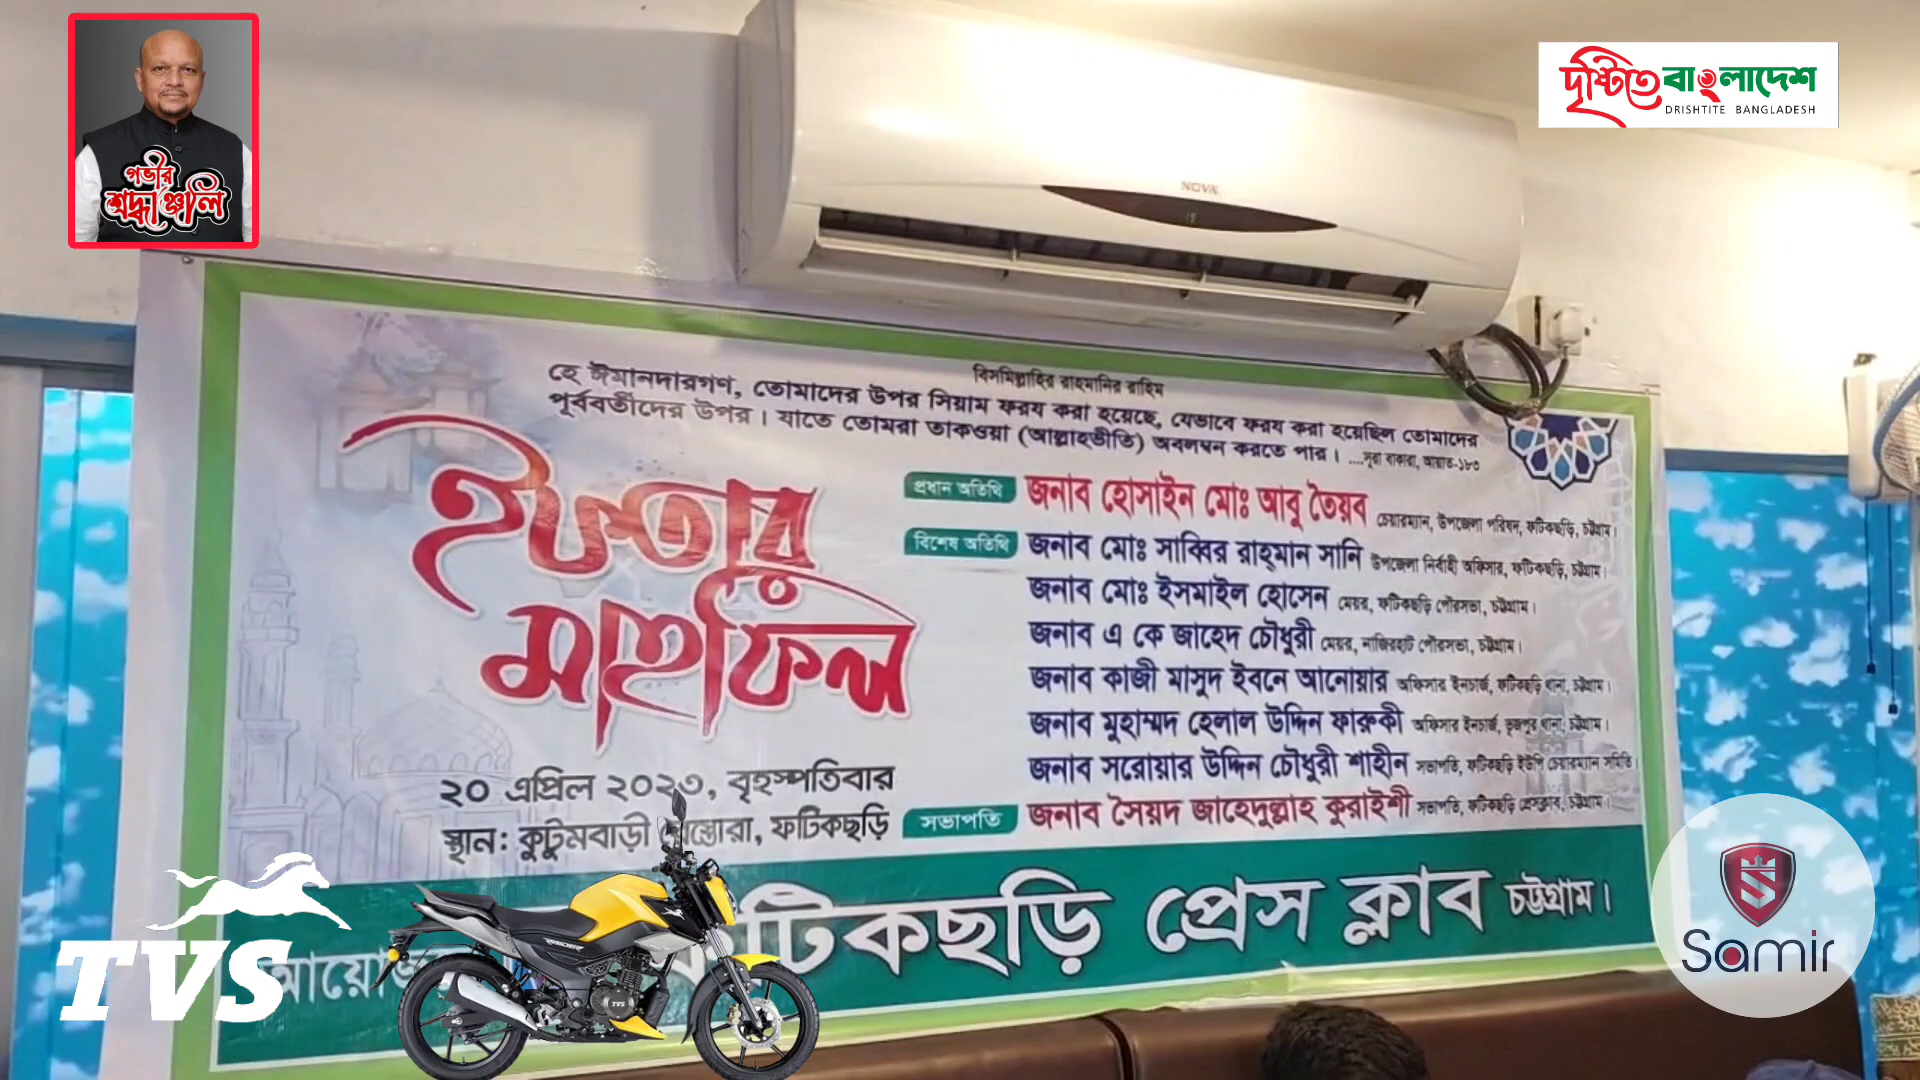 গভীর
শ্রদ্ধাঞ্জলি
দৃষ্টিতে বাংলাদেশ
DRISHTITE BANGLADESH
NOVA
বিসমিল্লাহির রাহমানির রাহিম
হে ঈমানদারগণ, তোমাদের উপর সিয়াম ফরয করা হয়েছে, যেভাবে ফরয করা হয়েছিল তোমাদের
পূর্ববর্তীদের উপর। যাতে তোমরা তাকওয়া (আল্লাহভীতি) অবলম্বন করতে পার। ....সূরা বাকারা, আয়াত-১৮৩
ইফতার
মাহফিল
২০ এপ্রিল ২০২৩, বৃহস্পতিবার
স্থান: কুটুমবাড়ী রেস্তোরা, ফটিকছড়ি
প্রধান অতিথি জনাব হোসাইন মোঃ আবু তৈয়ব চেয়ারম্যান, উপজেলা পরিষদ, ফটিকছড়ি, চট্টগ্রাম।
বিশেষ অতিথি জনাব মোঃ সাব্বির রাহ্‌মান সানি উপজেলা নির্বাহী অফিসার, ফটিকছড়ি, চট্টগ্রাম।
জনাব মোঃ ইসমাইল হোসেন মেয়র, ফটিকছড়ি পৌরসভা, চট্টগ্রাম।
জনাব এ কে জাহেদ চৌধুরী মেয়র, নাজিরহাট পৌরসভা, চট্টগ্রাম।
জনাব কাজী মাসুদ ইবনে আনোয়ার অফিসার ইনচার্জ, ফটিকছড়ি থানা, চট্টগ্রাম।
জনাব মুহাম্মদ হেলাল উদ্দিন ফারুকী অফিসার ইনচার্জ, ভূজপুর থানা, চট্টগ্রাম।
জনাব সরোয়ার উদ্দিন চৌধুরী শাহীন সভাপতি, ফটিকছড়ি ইউপি চেয়ারম্যান সমিতি।
সভাপতি জনাব সৈয়দ জাহেদুল্লাহ কুরাইশী সভাপতি, ফটিকছড়ি প্রেসক্লাব, চট্টগ্রাম।
ফটিকছড়ি প্রেস ক্লাব চট্টগ্রাম।
TVS
RAIDER
TVS
Samir